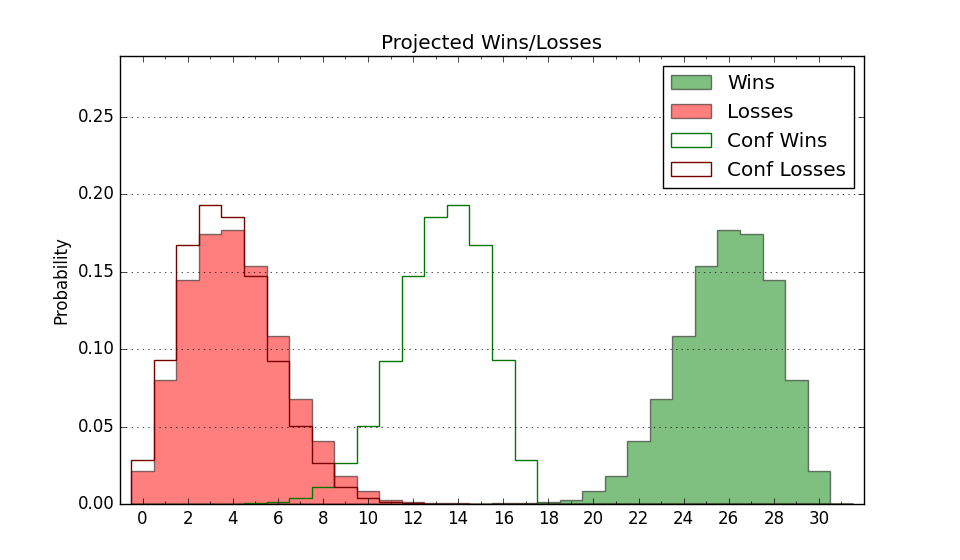 Projected Wins/Losses
Wins
Losses
Conf Wins
Conf Losses
Probability
0.25
0.20
0.15
0.10
0.05
0.00
0 2 4 6 8 10 12 14 16 18 20 22 24 26 28 30